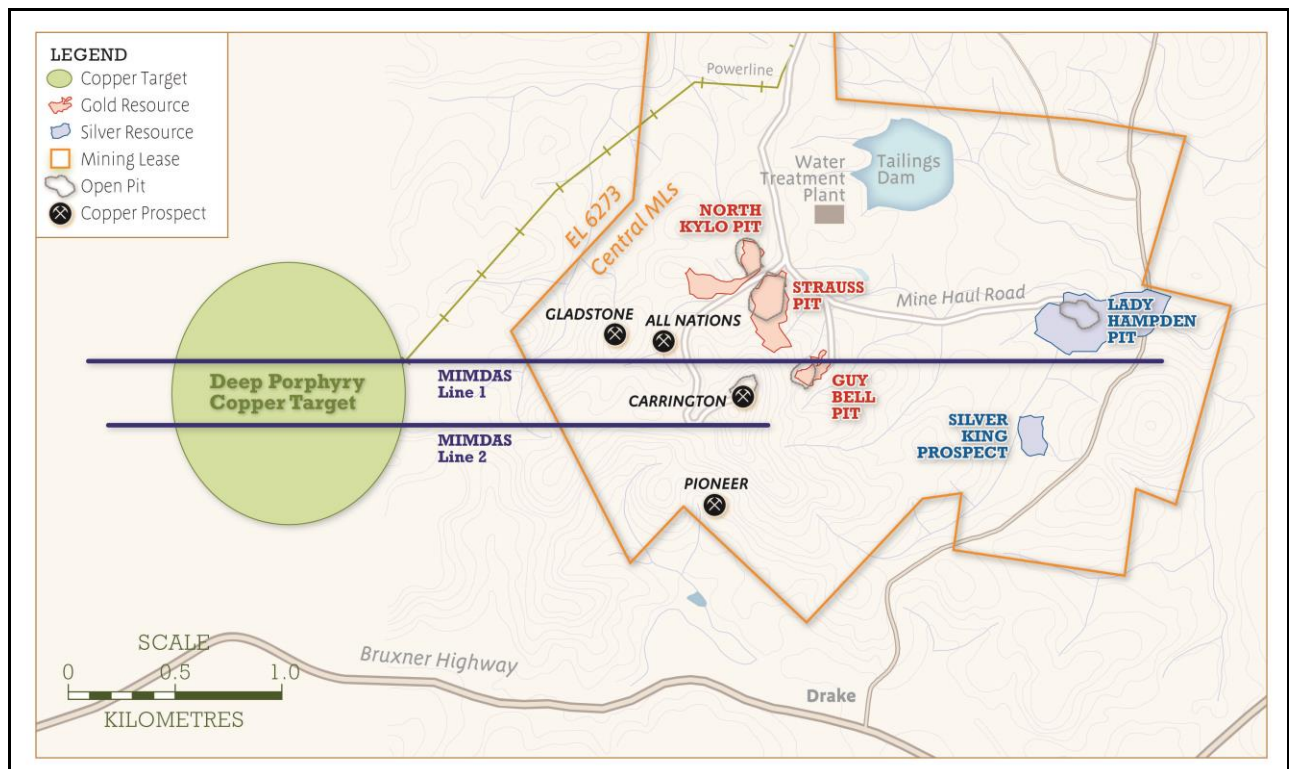 LEGEND
Copper Target
Gold Resource
Silver Resource
Mining Lease
Open Pit
Copper Prospect
Powerline
EL 6273
Central MLs
Water
Treatment
Plant
Tailings
Dam
NORTH
KYLO PIT
STRAUSS
PIT
Mine Haul Road
LADY
HAMPDEN
PIT
GLADSTONE
ALL NATIONS
Deep Porphyry
Copper Target
MIMDAS
Line 1
CARRINGTON
GUY
BELL
PIT
MIMDAS
Line 2
SILVER
KING
PROSPECT
PIONEER
SCALE
0 0.5 1.0
KILOMETRES
Bruxner Highway
Drake